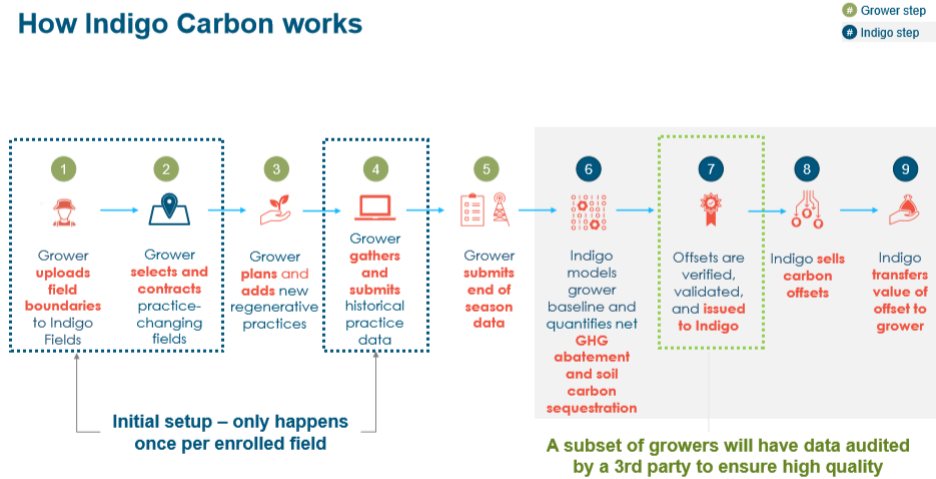 How Indigo Carbon works
# Grower step
# Indigo step
1
Grower
uploads
field
boundaries
to Indigo
Fields
2
Grower
selects and
contracts
practice-
changing
fields
3
Grower
plans and
adds new
regenerative
practices
4
Grower
gathers
and
submits
historical
practice
data
5
Grower
submits
end of
season
data
6
Indigo
models
grower
baseline and
quantifies net
GHG
abatement
and soil
carbon
sequestration
7
Offsets are
verified,
validated,
and issued
to Indigo
8
Indigo sells
carbon
offsets
9
Indigo
transfers
value of
offset to
grower
Initial setup – only happens
once per enrolled field
A subset of growers will have data audited
by a 3rd party to ensure high quality